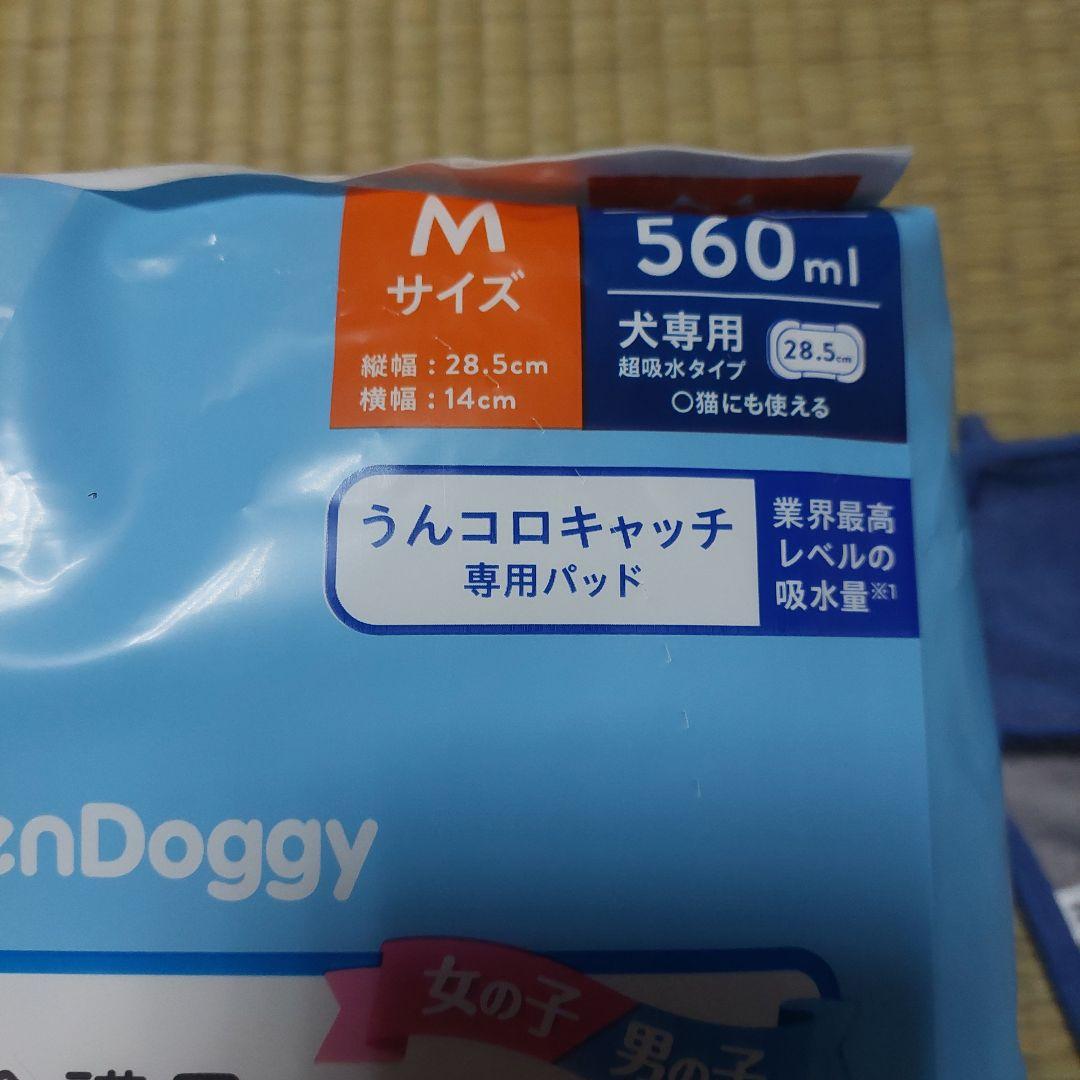 M
サイズ
縦幅：28.5cm
横幅：14cm
560ml
犬専用
超吸水タイプ
28.5cm
〇猫にも使える
うんコロキャッチ
専用パッド
業界最高
レベルの
吸水量※1
enDoggy
女の子
男の子